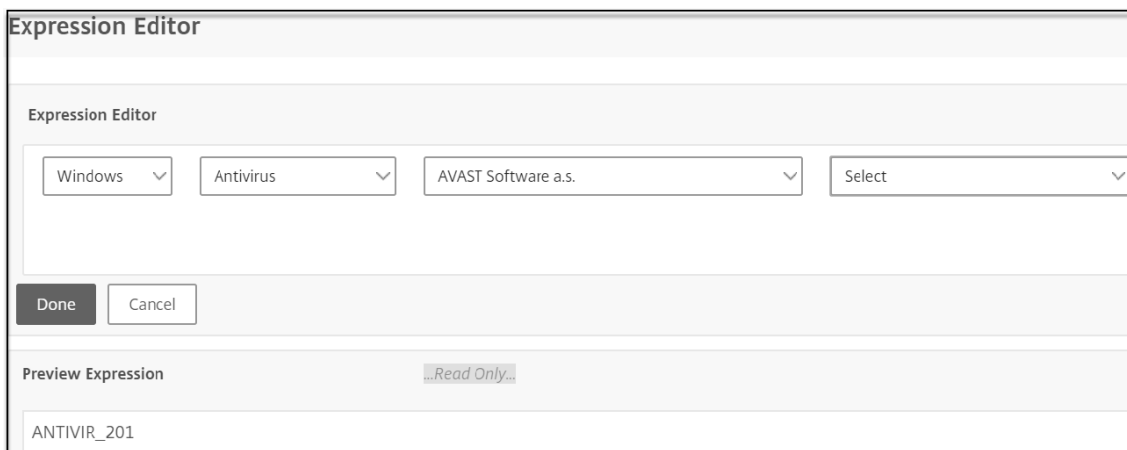 Expression Editor
Expression Editor
Windows Antivirus AVAST Software a.s. Select
Done Cancel
Preview Expression ...Read Only...
ANTIVIR_201